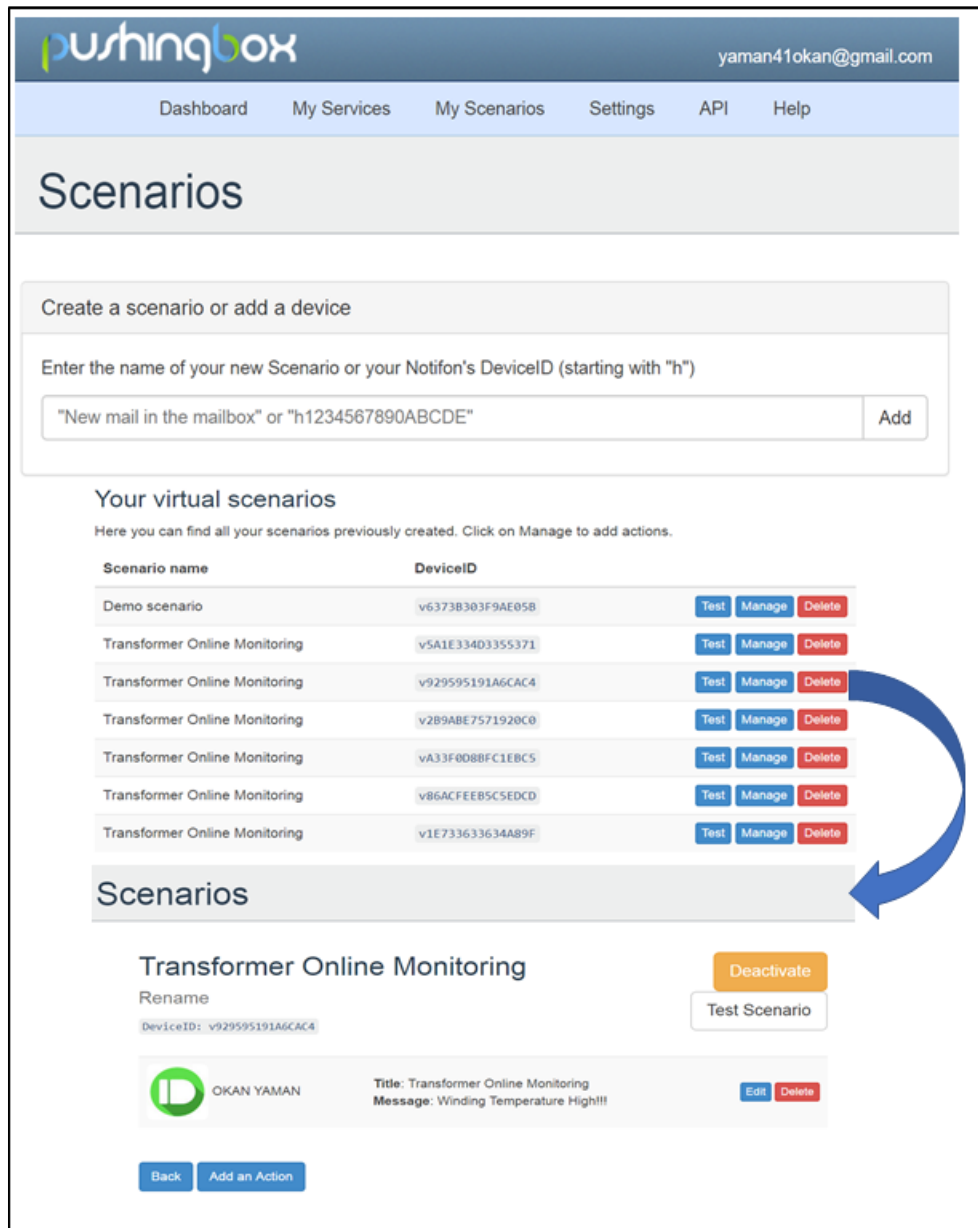 pushingbox
yaman41okan@gmail.com
Dashboard My Services My Scenarios Settings API Help
Scenarios
Create a scenario or add a device
Enter the name of your new Scenario or your Notifon's DeviceID (starting with "h")
"New mail in the mailbox" or "h1234567890ABCDE" Add
Your virtual scenarios
Here you can find all your scenarios previously created. Click on Manage to add actions.
Scenario name DeviceID
Demo scenario v6373B303F9AE05B Test Manage Delete
Transformer Online Monitoring v5A1E334D3355371 Test Manage Delete
Transformer Online Monitoring v929595191A6CAC4 Test Manage Delete
Transformer Online Monitoring v2B9ABE7571920C0 Test Manage Delete
Transformer Online Monitoring vA33F0D8BFC1EBC5 Test Manage Delete
Transformer Online Monitoring v86ACFEEB5C5EDCD Test Manage Delete
Transformer Online Monitoring v1E733633634A89F Test Manage Delete
Scenarios
Transformer Online Monitoring Deactivate
Rename
Test Scenario
DeviceID: v929595191A6CAC4
OKAN YAMAN
Title: Transformer Online Monitoring
Message: Winding Temperature High!!!
Edit Delete
Back Add an Action